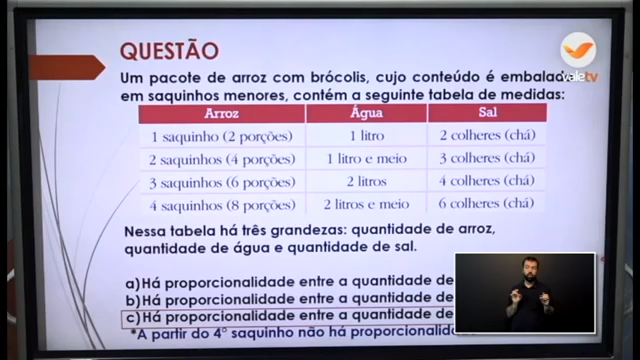 QUESTÃO
valetv
Um pacote de arroz com brócolis, cujo conteúdo é embalado
em saquinhos menores, contém a seguinte tabela de medidas:
Arroz Água Sal
1 saquinho (2 porções) 1 litro 2 colheres (chá)
2 saquinhos (4 porções) 1 litro e meio 3 colheres (chá)
3 saquinhos (6 porções) 2 litros 4 colheres (chá)
4 saquinhos (8 porções) 2 litros e meio 6 colheres (chá)
Nessa tabela há três grandezas: quantidade de arroz,
quantidade de água e quantidade de sal.
a) Há proporcionalidade entre a quantidade de
b) Há proporcionalidade entre a quantidade de
c) Há proporcionalidade entre a quantidade de
*A partir do 4º saquinho não há